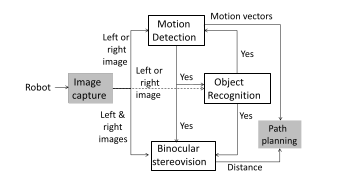 Motion
Detection
Motion vectors
Left or
right
image
Yes
Left or
right
image
Yes
Robot
Image
capture
Object
Recognition
Left &
right
images
Yes
Yes
Path
planning
Binocular
stereovision
Distance